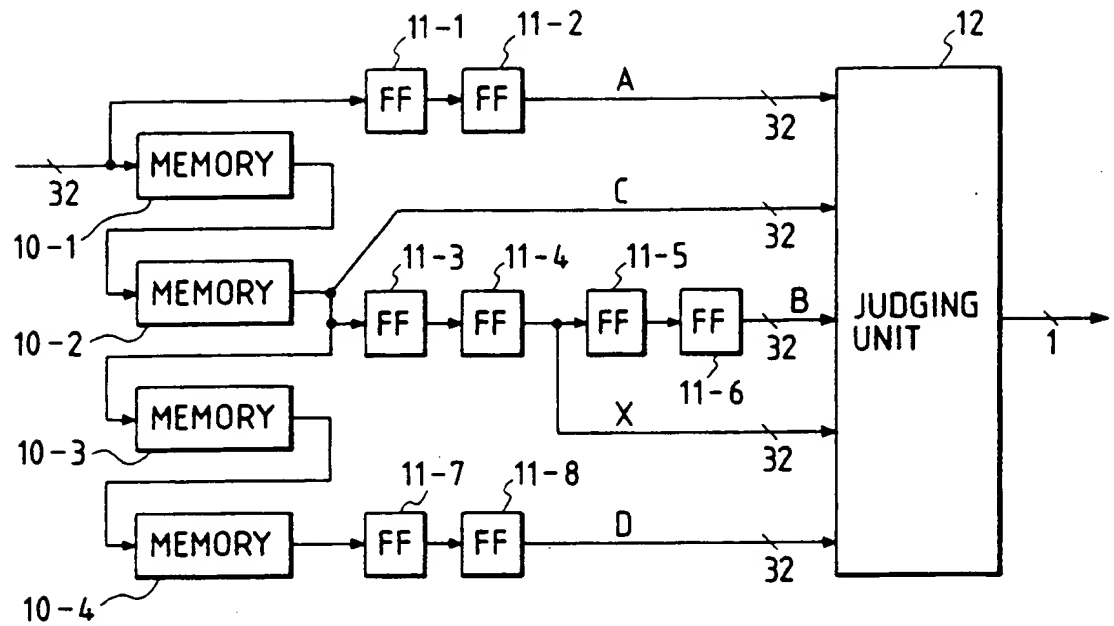 11-1 11-2 12
FF FF A 32
32 MEMORY
10-1
C 32
11-3 11-4 11-5
MEMORY
10-2
FF FF FF FF B 32
11-6
JUDGING
UNIT
1
MEMORY
10-3
X 32
11-7 11-8
MEMORY FF FF D 32
10-4